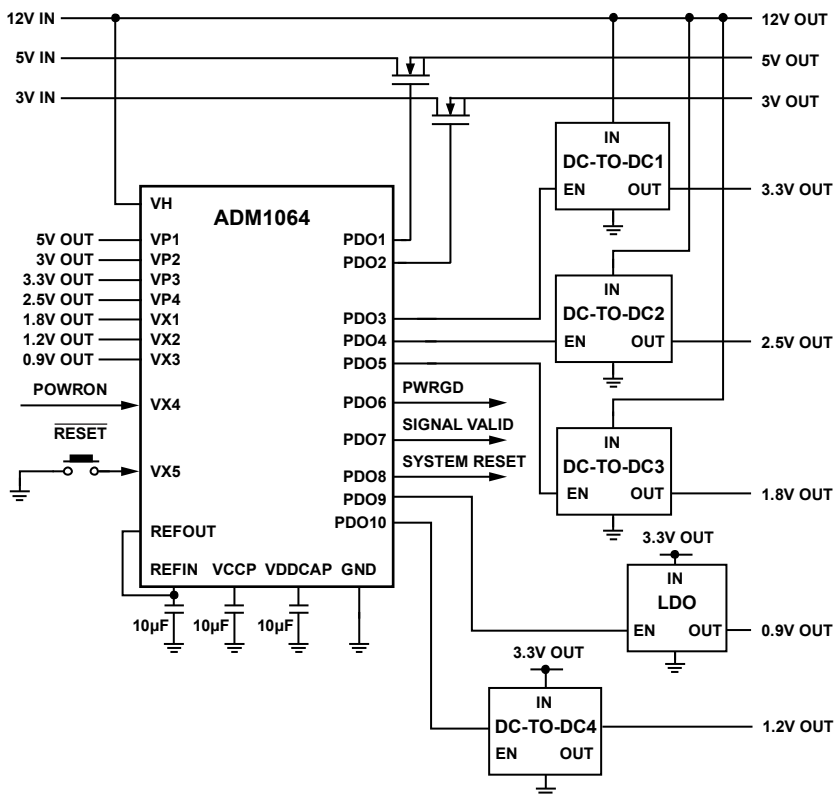 12V IN
12V OUT
5V IN
5V OUT
3V IN
3V OUT
IN
DC-TO-DC1
EN OUT
3.3V OUT
ADM1064
VH
5V OUT VP1
3V OUT VP2
3.3V OUT VP3
2.5V OUT VP4
1.8V OUT VX1
1.2V OUT VX2
0.9V OUT VX3
POWRON
VX4
RESET
VX5
REFOUT
REFIN VCCP VDDCAP GND
10µF 10µF 10µF
PDO1
PDO2
PDO3
PDO4
PDO5
PDO6
PDO7
PDO8
PDO9
PDO10
PWRGD
SIGNAL VALID
SYSTEM RESET
IN
DC-TO-DC2
EN OUT
2.5V OUT
IN
DC-TO-DC3
EN OUT
1.8V OUT
3.3V OUT
IN
LDO
EN OUT
0.9V OUT
3.3V OUT
IN
DC-TO-DC4
EN OUT
1.2V OUT